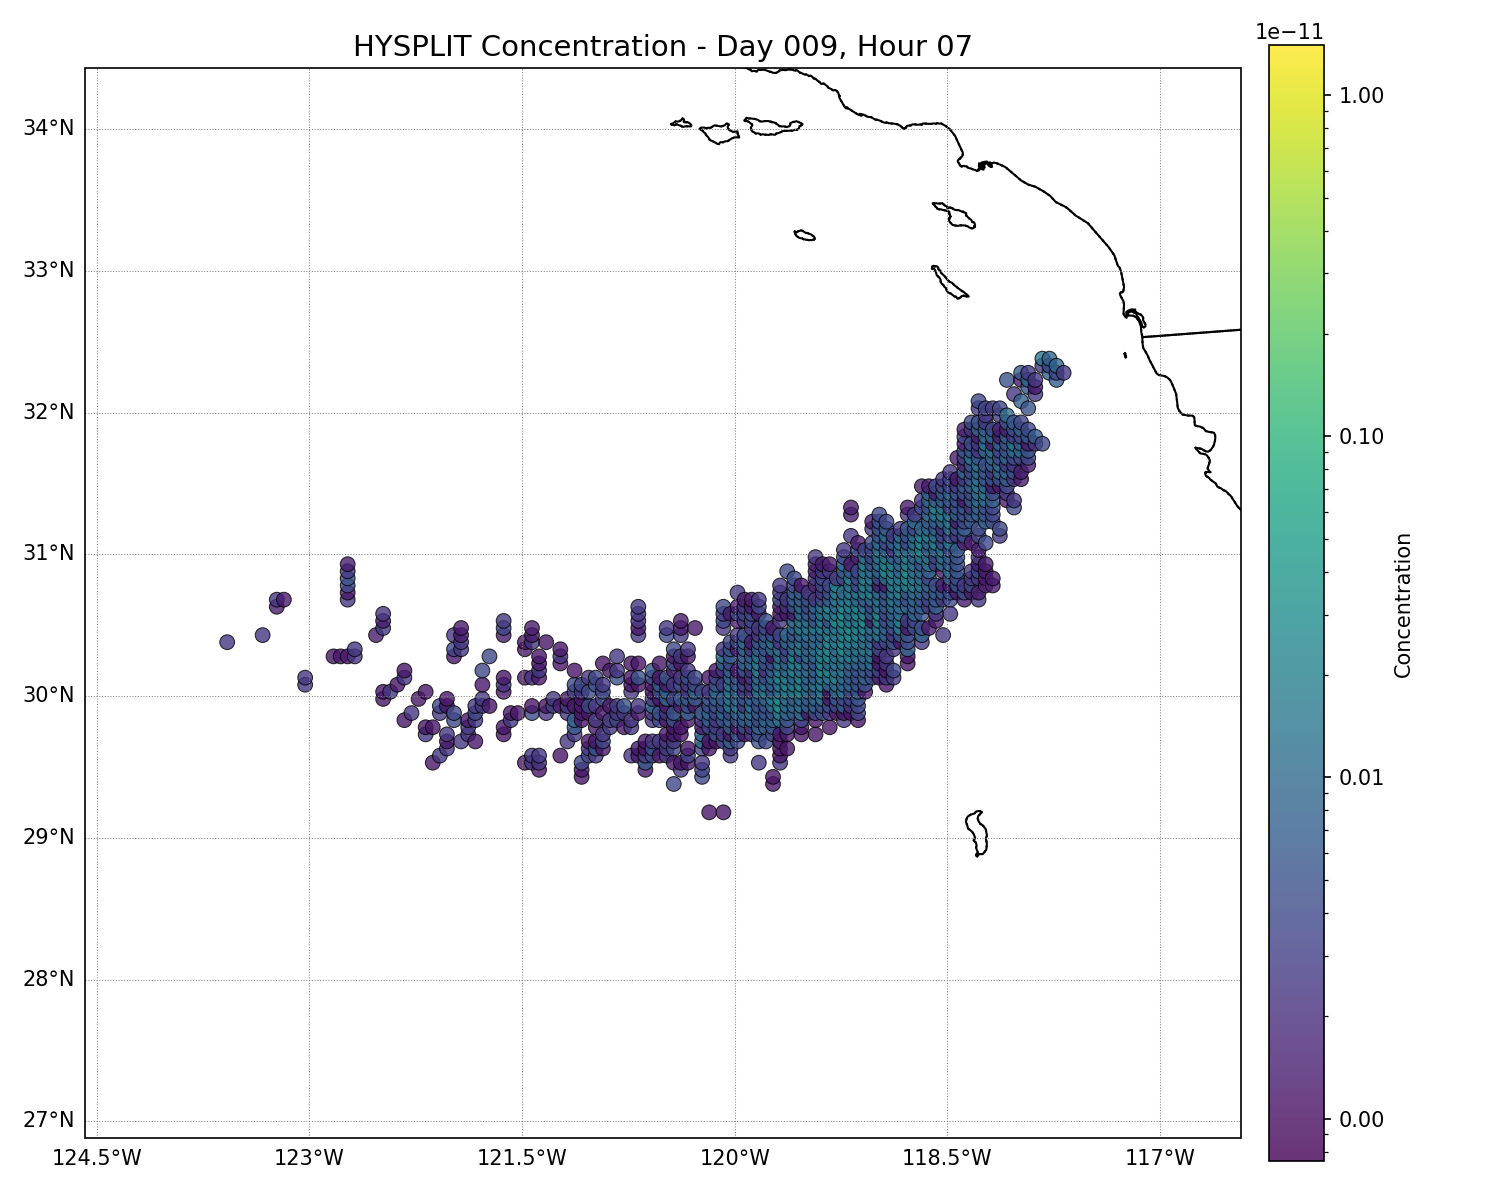 HYSPLIT Concentration - Day 009, Hour 07
1e−11
34°N
33°N
32°N
31°N
30°N
29°N
28°N
27°N
124.5°W
123°W
121.5°W
120°W
118.5°W
117°W
1.00
0.10
0.01
0.00
Concentration